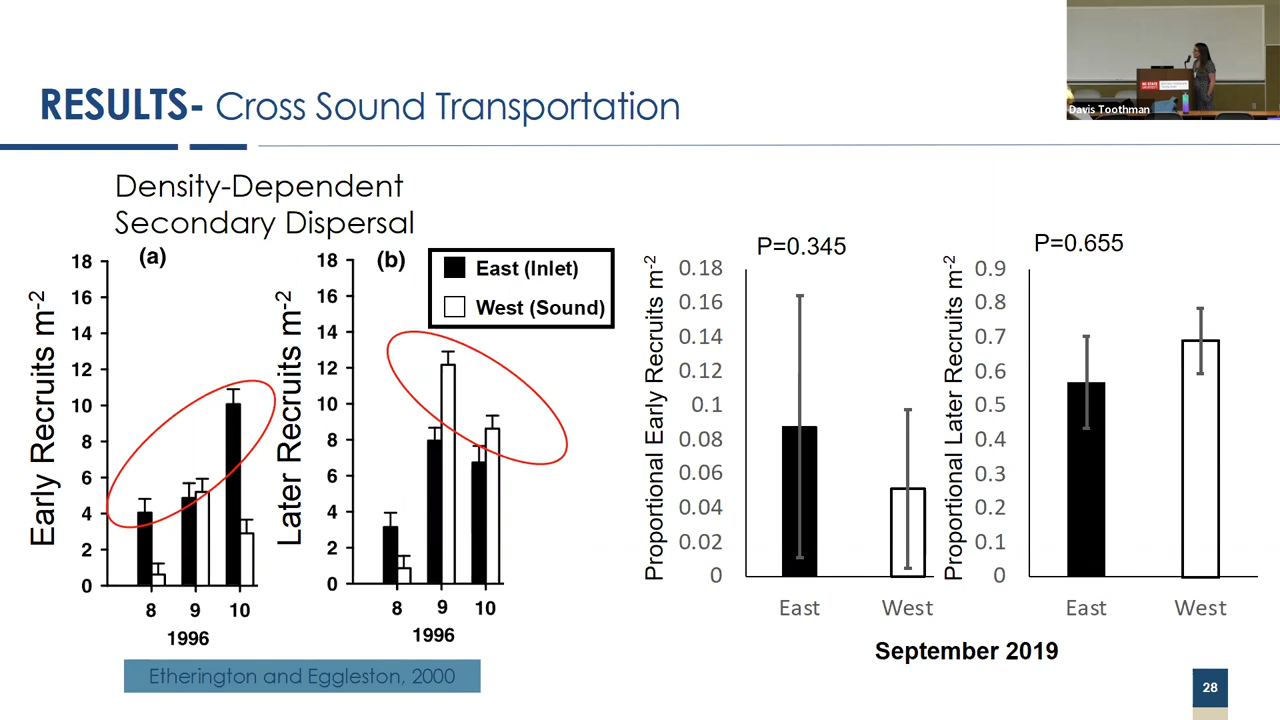 RESULTS- Cross Sound Transportation
Davis Toothman
Density-Dependent
Secondary Dispersal
(a)
Early Recruits m-2
18
16
14
12
10
8
6
4
2
0
8 9 10
1996
(b)
Later Recruits m-2
18
16
14
12
10
8
6
4
2
0
8 9 10
1996
East (Inlet)
West (Sound)
Etherington and Eggleston, 2000
P=0.345
Proportional Early Recruits m-2
0.18
0.16
0.14
0.12
0.1
0.08
0.06
0.04
0.02
0
East West
P=0.655
Proportional Later Recruits m-2
0.9
0.8
0.7
0.6
0.5
0.4
0.3
0.2
0.1
0
East West
September 2019
28